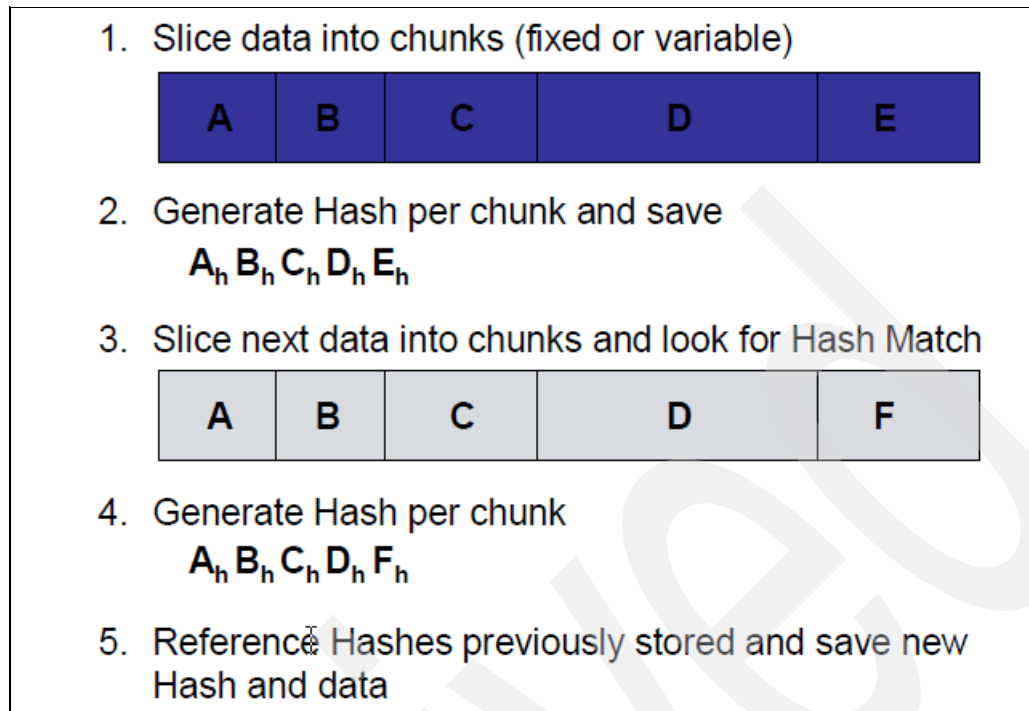 1. Slice data into chunks (fixed or variable)
A B C D E
2. Generate Hash per chunk and save
Ah Bh Ch Dh Eh
3. Slice next data into chunks and look for Hash Match
A B C D F
4. Generate Hash per chunk
Ah Bh Ch Dh Fh
5. Reference Hashes previously stored and save new
Hash and data